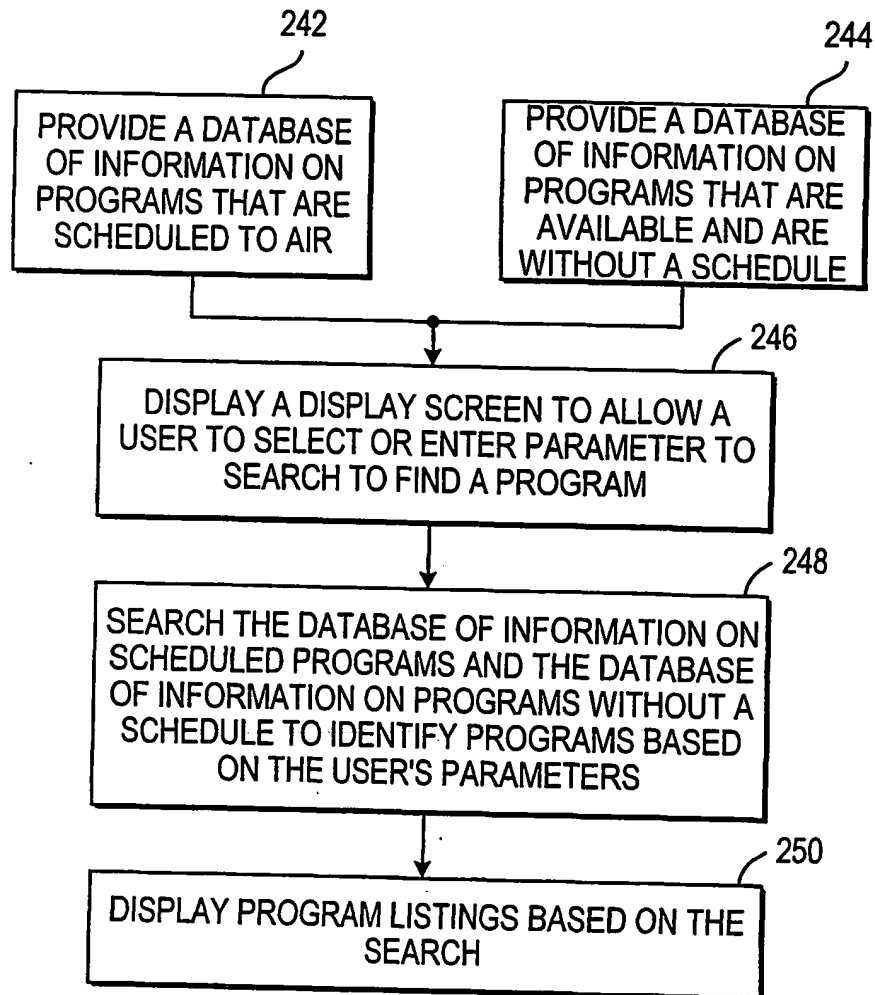 242
PROVIDE A DATABASE
OF INFORMATION ON
PROGRAMS THAT ARE
SCHEDULED TO AIR
244
PROVIDE A DATABASE
OF INFORMATION ON
PROGRAMS THAT ARE
AVAILABLE AND ARE
WITHOUT A SCHEDULE
246
DISPLAY A DISPLAY SCREEN TO ALLOW A
USER TO SELECT OR ENTER PARAMETER TO
SEARCH TO FIND A PROGRAM
248
SEARCH THE DATABASE OF INFORMATION ON
SCHEDULED PROGRAMS AND THE DATABASE
OF INFORMATION ON PROGRAMS WITHOUT A
SCHEDULE TO IDENTIFY PROGRAMS BASED
ON THE USER'S PARAMETERS
250
DISPLAY PROGRAM LISTINGS BASED ON THE
SEARCH